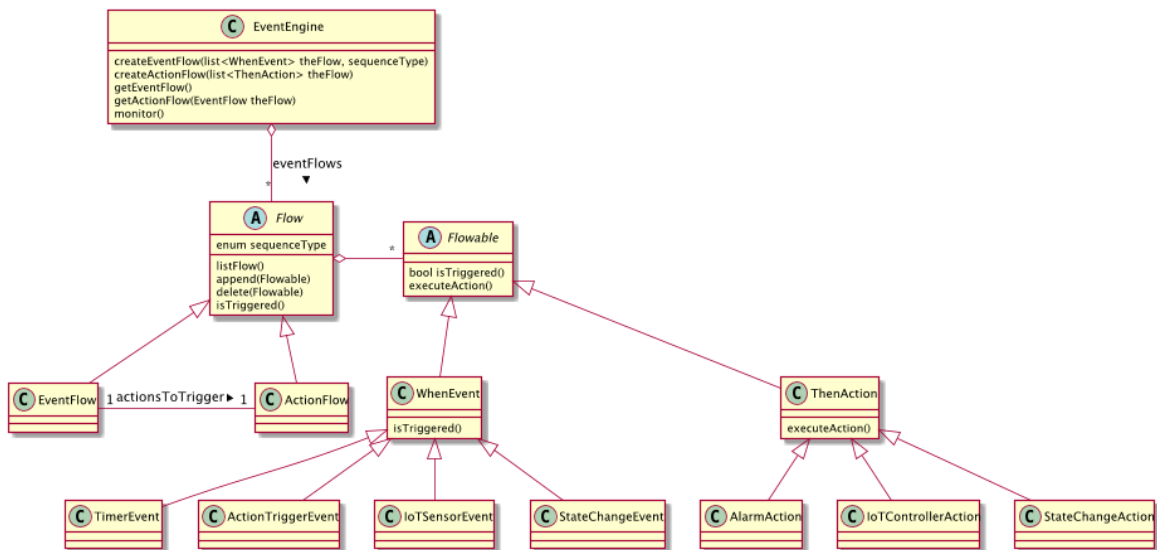 C EventEngine
createEventFlow(list<WhenEvent> theFlow, sequenceType)
createActionFlow(list<ThenAction> theFlow)
getEventFlow()
getActionFlow(EventFlow theFlow)
monitor()
eventFlows
*
A Flow
enum sequenceType
listFlow()
append(Flowable)
delete(Flowable)
isTriggered()
*
A Flowable
bool isTriggered()
executeAction()
C EventFlow
1 actionsToTrigger 1
C ActionFlow
C WhenEvent
isTriggered()
C ThenAction
executeAction()
C TimerEvent
C ActionTriggerEvent
C IoTSensorEvent
C StateChangeEvent
C AlarmAction
C IoTControllerAction
C StateChangeAction